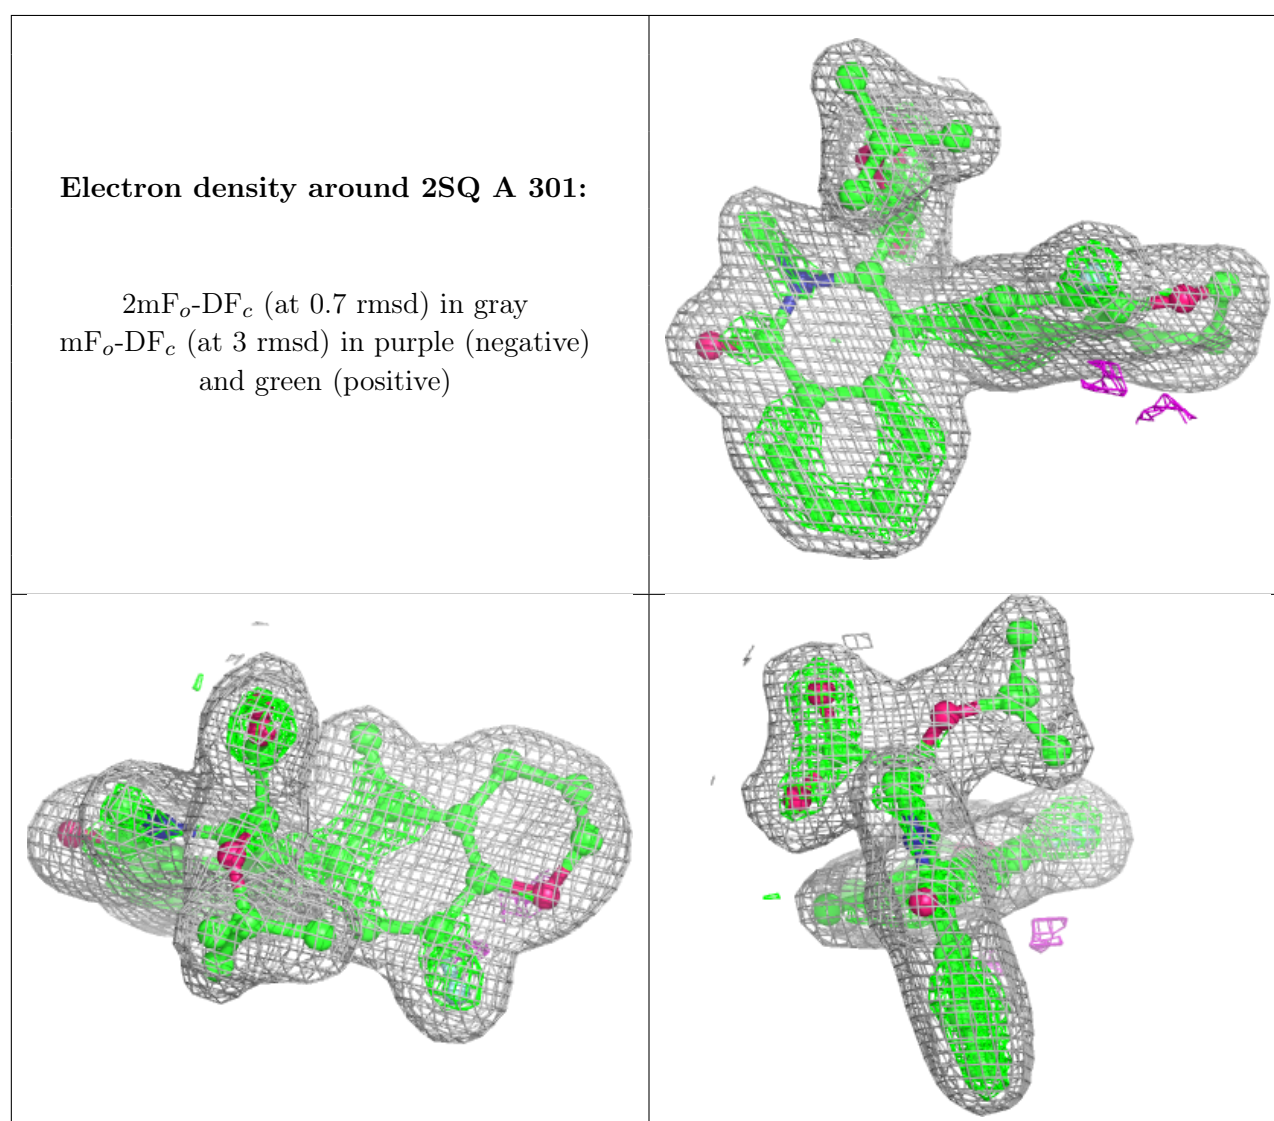 Electron density around 2SQ A 301:
2mFo-DFc (at 0.7 rmsd) in gray
mFo-DFc (at 3 rmsd) in purple (negative)
and green (positive)